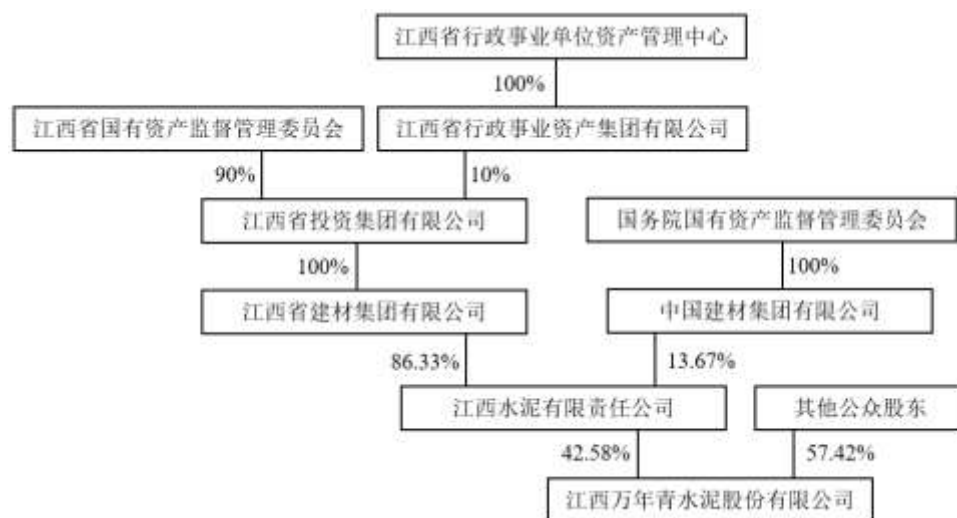 江西省行政事业单位资产管理中心
100%
江西省国有资产监督管理委员会
江西省行政事业资产集团有限公司
90%
10%
江西省投资集团有限公司
国务院国有资产监督管理委员会
100%
100%
江西省建材集团有限公司
中国建材集团有限公司
86.33%
13.67%
江西水泥有限责任公司
其他公众股东
42.58%
57.42%
江西万年青水泥股份有限公司